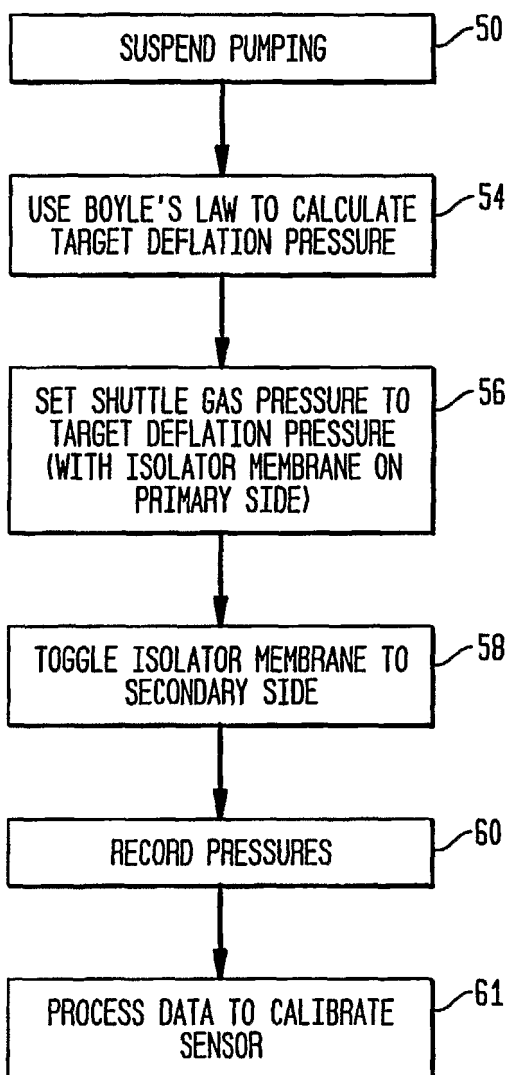 SUSPEND PUMPING
50
USE BOYLE'S LAW TO CALCULATE
TARGET DEFLATION PRESSURE
54
SET SHUTTLE GAS PRESSURE TO
TARGET DEFLATION PRESSURE
(WITH ISOLATOR MEMBRANE ON
PRIMARY SIDE)
56
TOGGLE ISOLATOR MEMBRANE TO
SECONDARY SIDE
58
RECORD PRESSURES
60
PROCESS DATA TO CALIBRATE
SENSOR
61